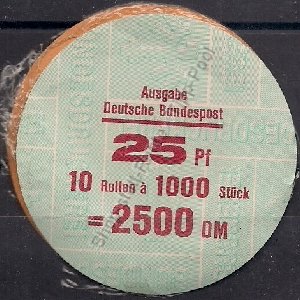 Ausgabe
Deutsche Bundespost
25 Pf
10 Rollen à 1000 Stück
= 2500 DM